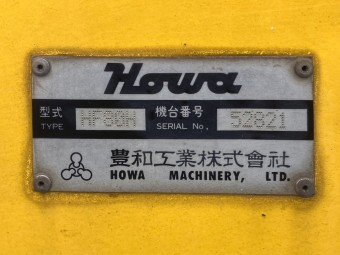 Howa
型式 HF80H 機台番号 52821
TYPE SERIAL No.
豊和工業株式會社
HOWA MACHINERY, LTD.